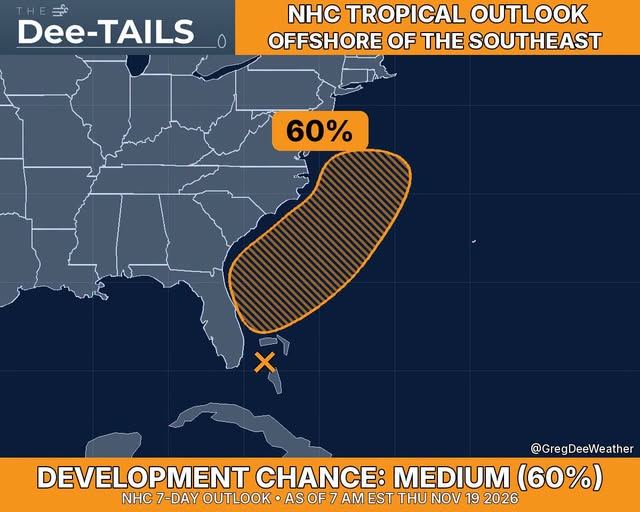 THE
Dee-TAILS
NHC TROPICAL OUTLOOK
OFFSHORE OF THE SOUTHEAST
60%
@GregDeeWeather
DEVELOPMENT CHANCE: MEDIUM (60%)
NHC 7-DAY OUTLOOK • AS OF 7 AM EST THU NOV 19 2026